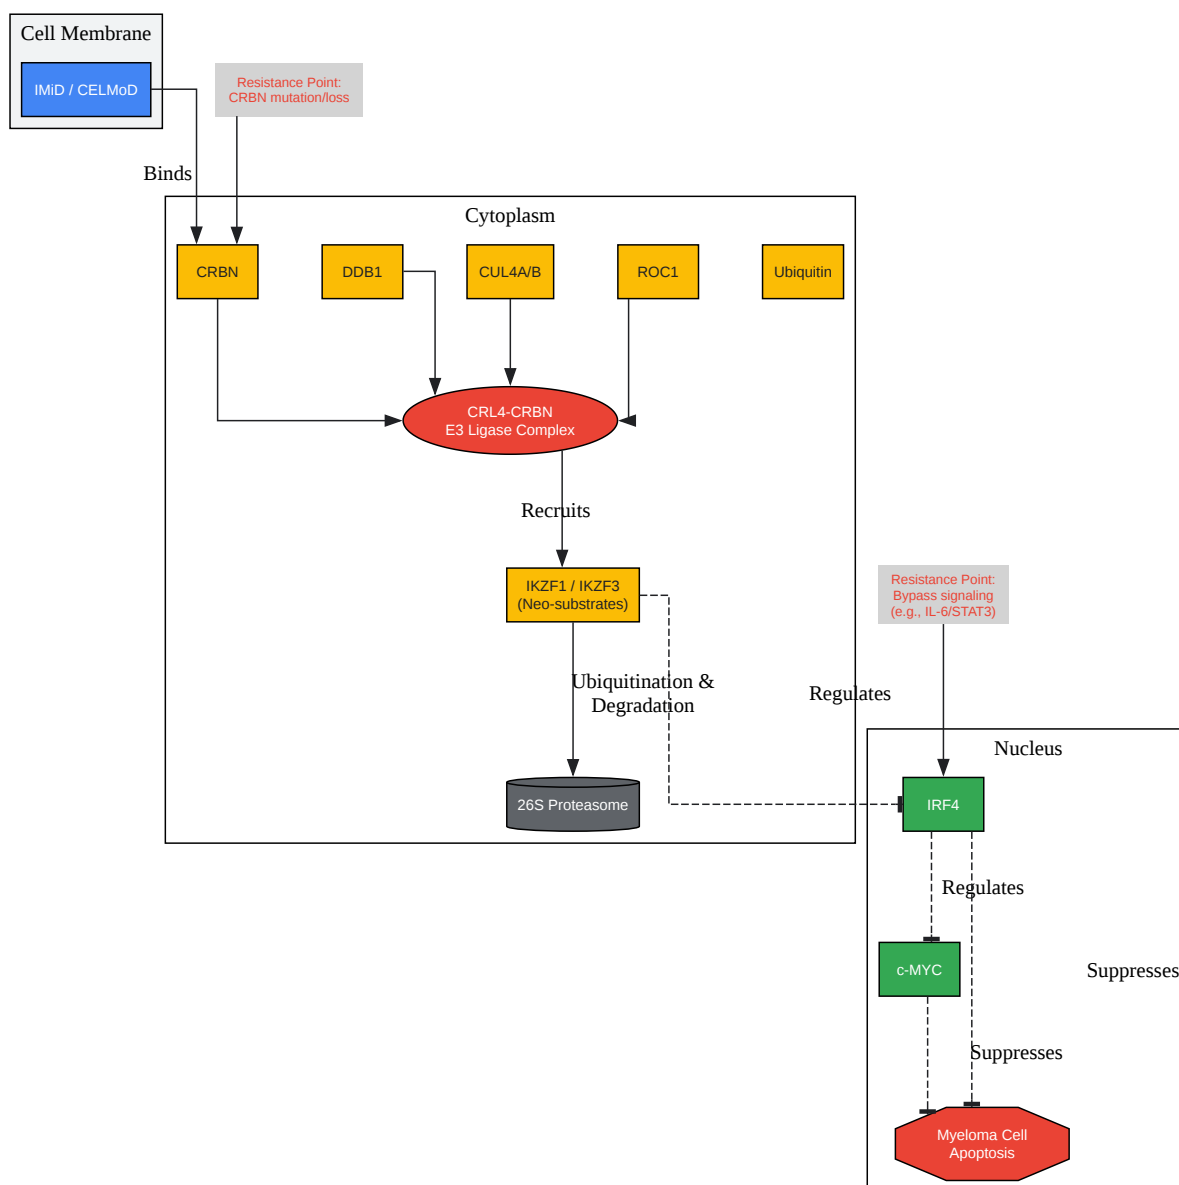 Cell Membrane
IMiD / CELMoD
Resistance Point:
CRBN mutation/loss
Binds
Cytoplasm
CRBN
DDB1
CUL4A/B
ROC1
Ubiquitin
CRL4-CRBN
E3 Ligase Complex
Recruits
IKZF1 / IKZF3
(Neo-substrates)
Resistance Point:
Bypass signaling
(e.g., IL-6/STAT3)
Ubiquitination &
Degradation
Regulates
Nucleus
26S Proteasome
IRF4
Regulates
c-MYC
Suppresses
Suppresses
Myeloma Cell
Apoptosis